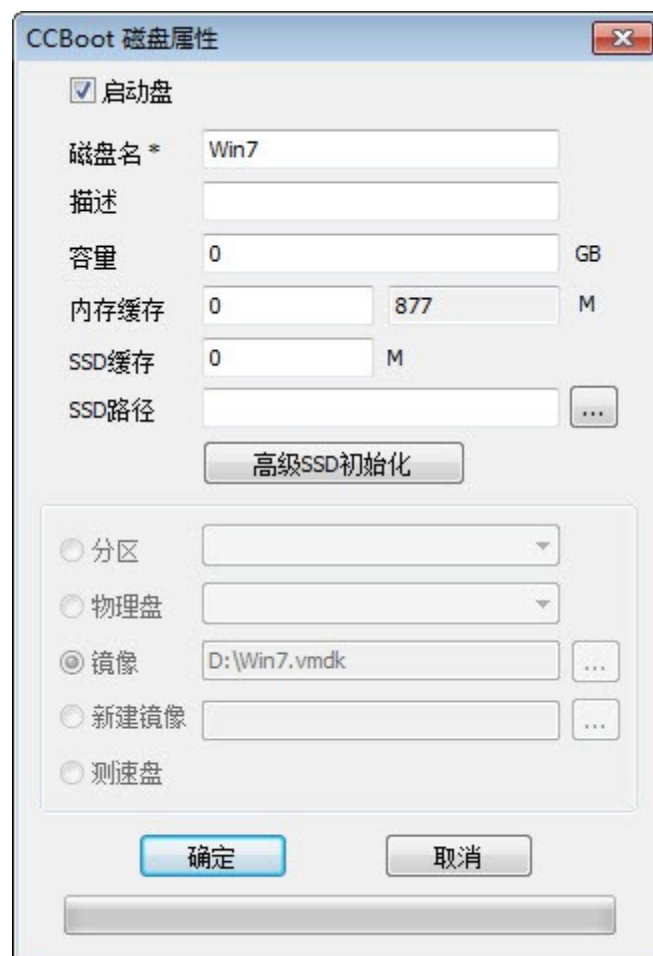 CCBoot 磁盘属性
启动盘
磁盘名 * Win7
描述
容量 0 GB
内存缓存 0 877 M
SSD缓存 0 M
SSD路径 ...
高级SSD初始化
分区
物理盘
镜像 D:\Win7.vmdk ...
新建镜像 ...
测速盘
确定 取消